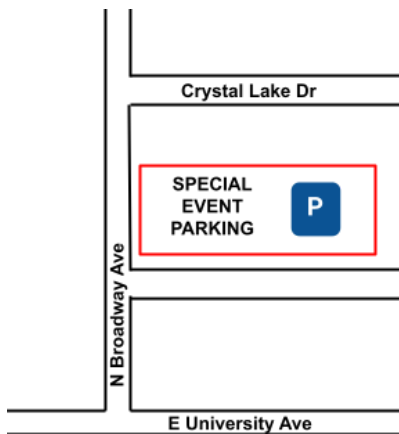 Crystal Lake Dr
SPECIAL
EVENT
PARKING
P
N Broadway Ave
E University Ave